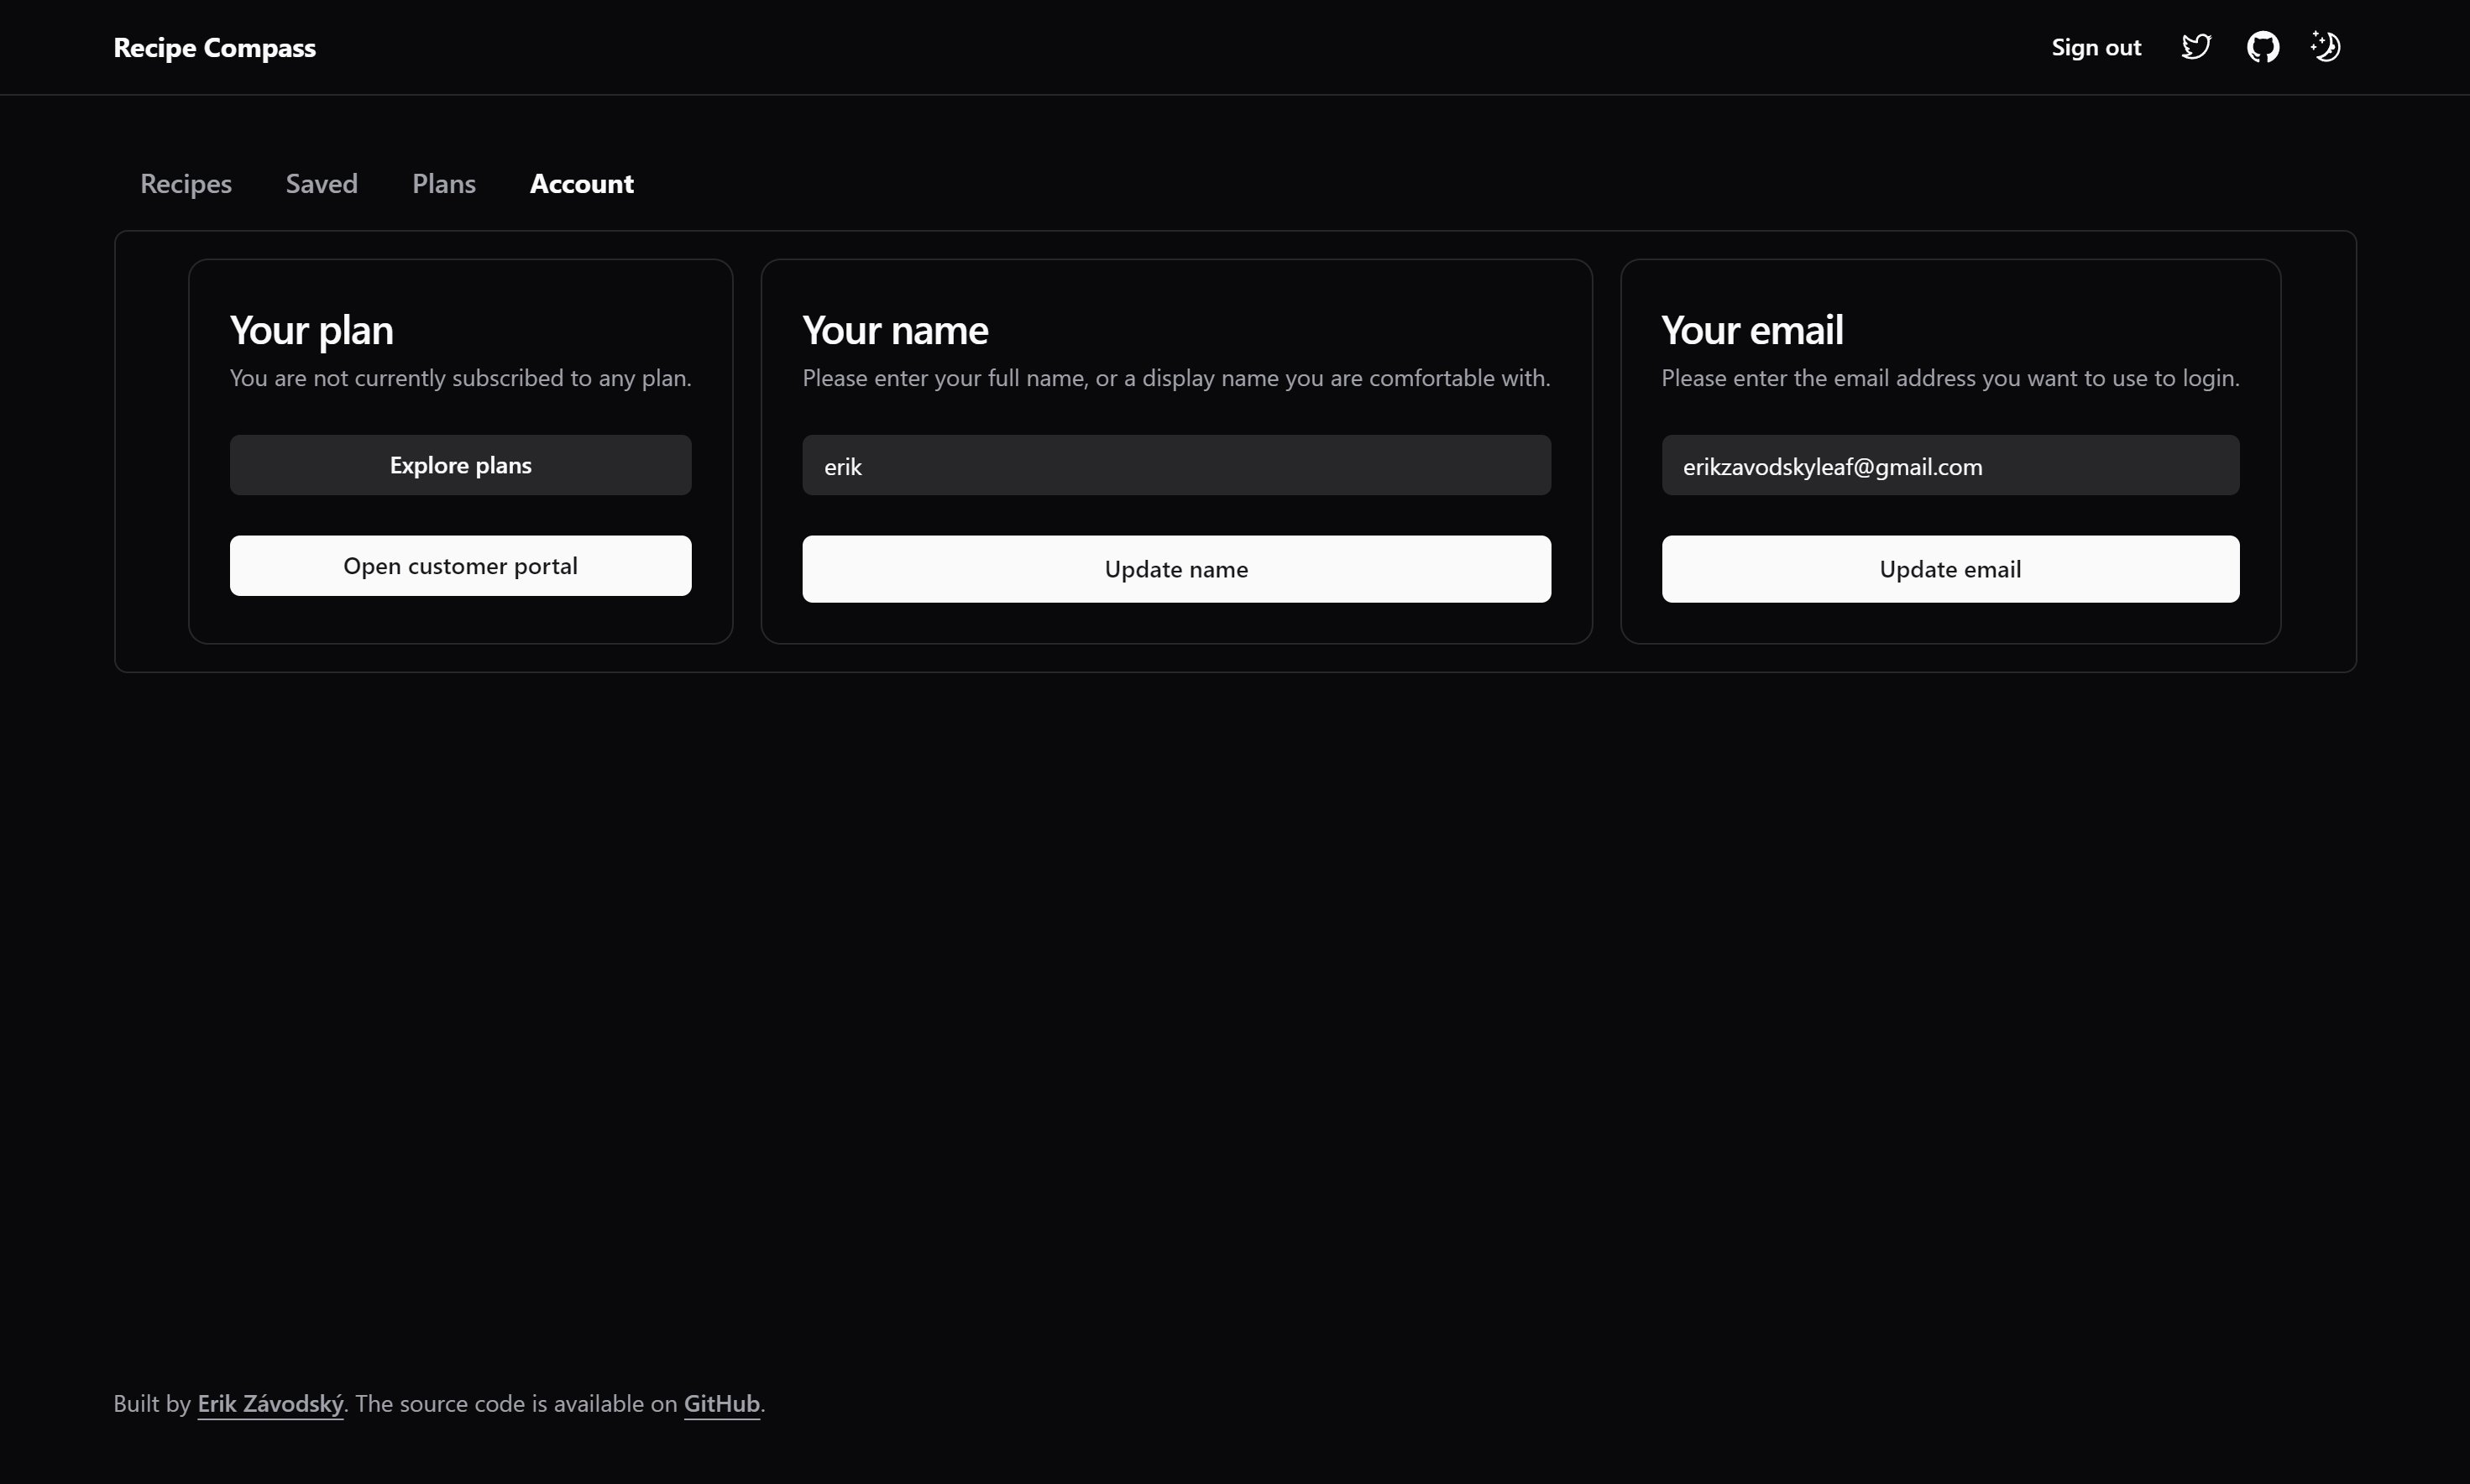 Recipe Compass
Sign out
Recipes Saved Plans Account
Your plan
You are not currently subscribed to any plan.
Explore plans
Open customer portal
Your name
Please enter your full name, or a display name you are comfortable with.
erik
Update name
Your email
Please enter the email address you want to use to login.
erikzavodskyleaf@gmail.com
Update email
Built by Erik Závodský. The source code is available on GitHub.